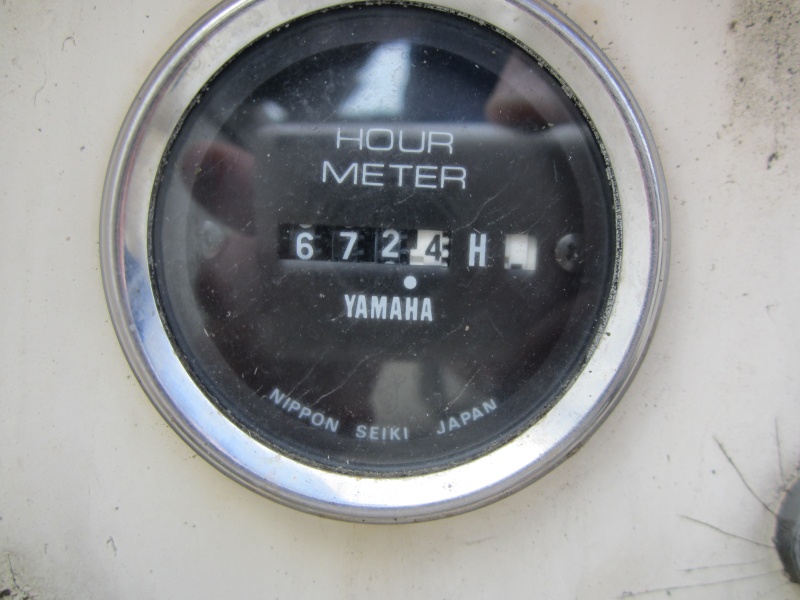 HOUR
METER
6724 H
YAMAHA
NIPPON SEIKI JAPAN